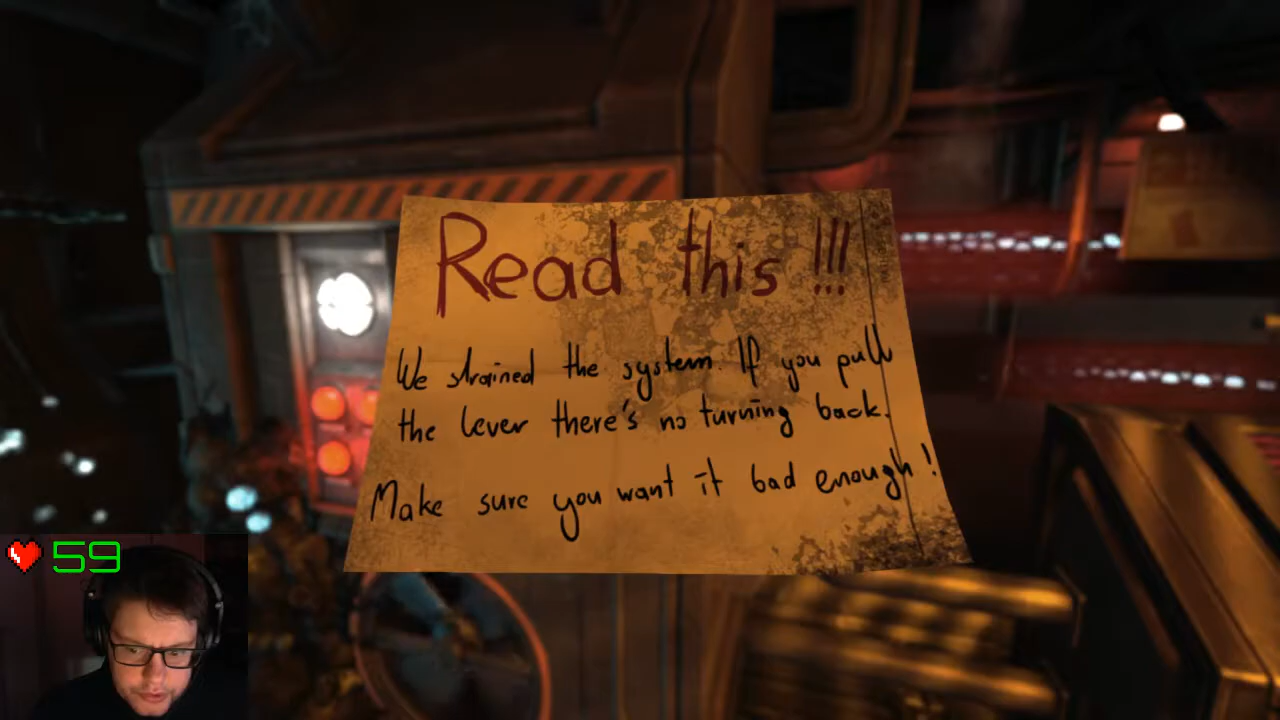 Read this !!!
We strained the system. If you pull
the lever there's no turning back.
Make sure you want it bad enough!
59